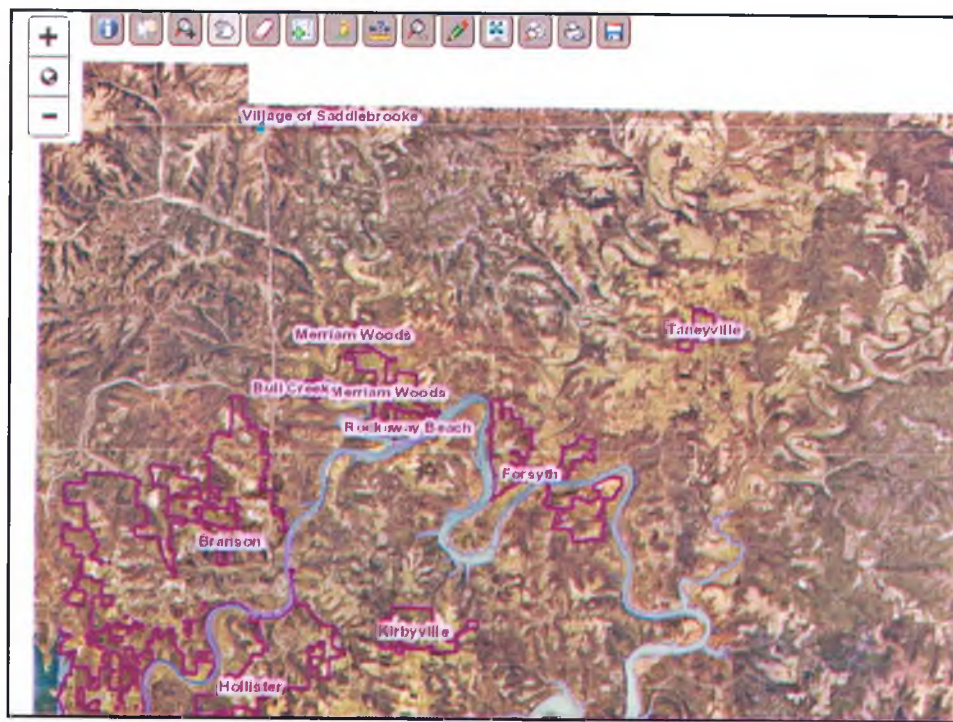 +
−
Village of Saddlebrooke
Taneyville
Merriam Woods
Bull Creek
Merriam Woods
Rockaway Beach
Forsyth
Branson
Kirbyville
Hollister